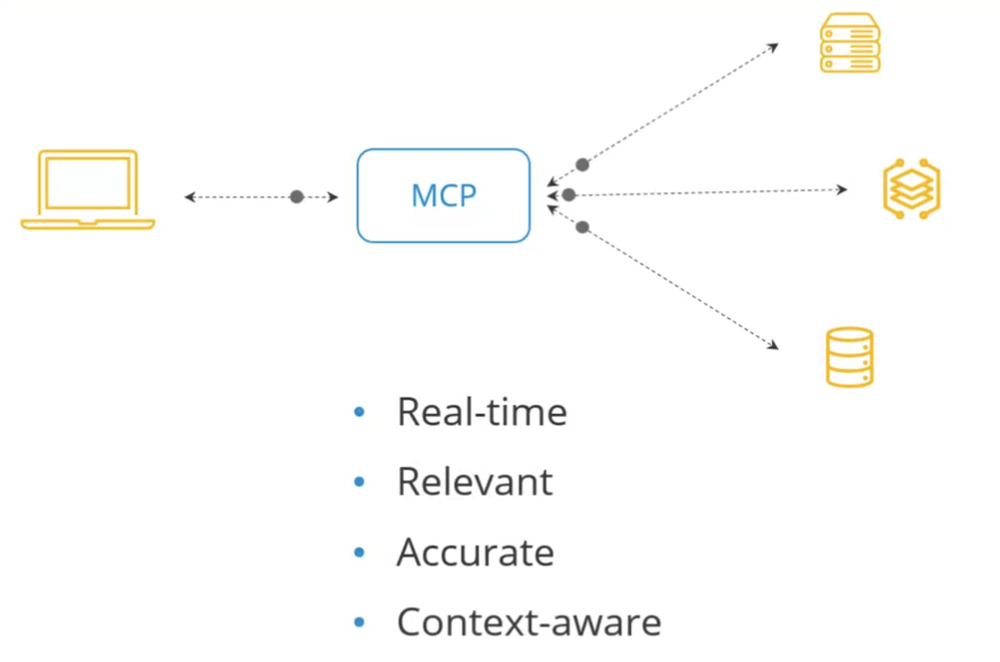 MCP
• Real-time
• Relevant
• Accurate
• Context-aware